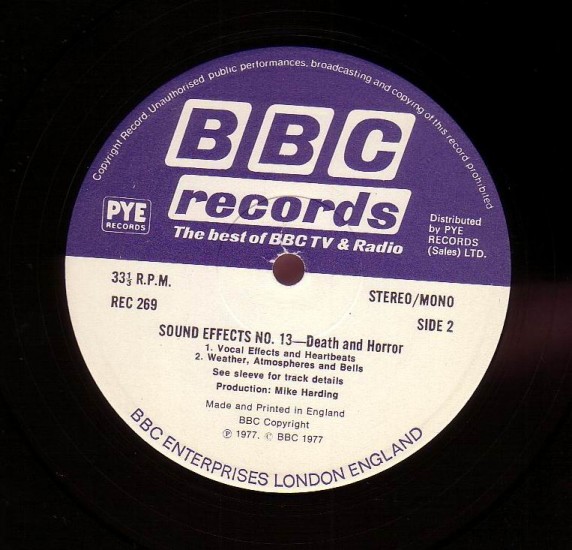 Copyright Record. Unauthorised public performances, broadcasting and copying of this record prohibited
BBC
records
The best of BBC TV & Radio
PYE
RECORDS
Distributed
by PYE
RECORDS
(Sales) LTD.
33⅓ R.P.M.
REC 269
STEREO/MONO
SIDE 2
SOUND EFFECTS NO. 13—Death and Horror
1. Vocal Effects and Heartbeats
2. Weather, Atmospheres and Bells
See sleeve for track details
Production: Mike Harding
Made and Printed in England
BBC Copyright
℗ 1977. © BBC 1977
BBC ENTERPRISES LONDON ENGLAND